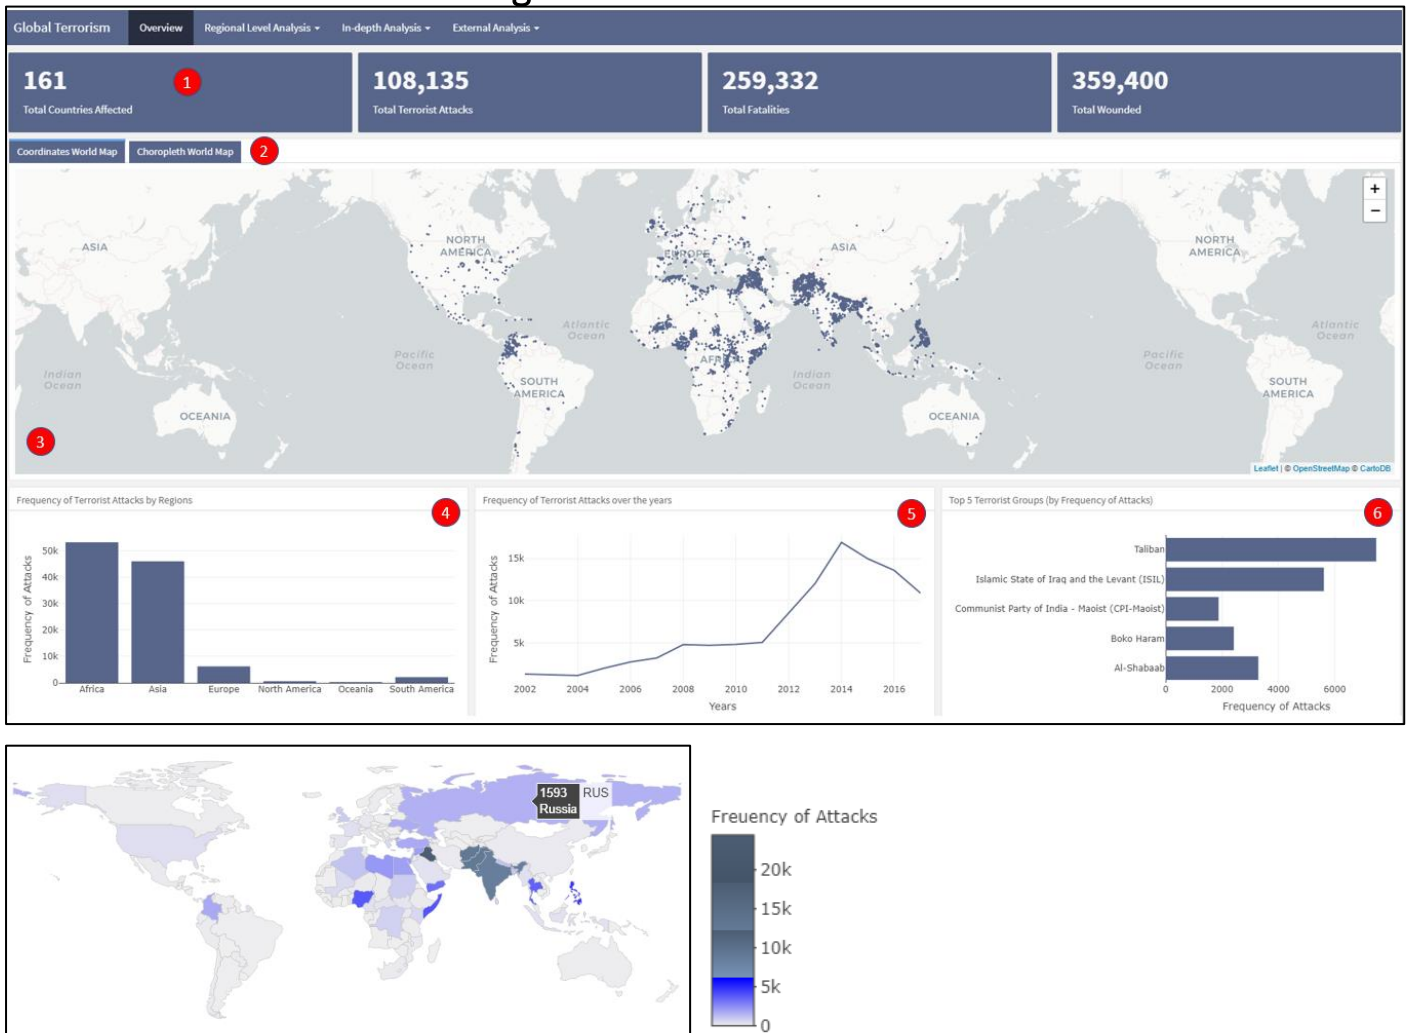 Global Terrorism Overview Regional Level Analysis In-depth Analysis External Analysis
161 1 108,135 259,332 359,400
Total Countries Affected Total Terrorist Attacks Total Fatalities Total Wounded
Coordinates World Map Choropleth World Map 2
+
−
ASIA NORTH AMERICA EUROPE ASIA NORTH AMERICA
Atlantic Ocean Atlantic Ocean
Pacific Ocean AFRICA Pacific Ocean
Indian Ocean Indian Ocean
SOUTH AMERICA SOUTH AMERICA
OCEANIA OCEANIA
3
Leaflet | © OpenStreetMap © CartoDB
Frequency of Terrorist Attacks by Regions 4
Frequency of Attacks
50k
40k
30k
20k
10k
0
Africa Asia Europe North America Oceania South America
Frequency of Terrorist Attacks over the years 5
Frequency of Attacks
15k
10k
5k
2002 2004 2006 2008 2010 2012 2014 2016
Years
Top 5 Terrorist Groups (by Frequency of Attacks) 6
Taliban
Islamic State of Iraq and the Levant (ISIL)
Communist Party of India - Maoist (CPI-Maoist)
Boko Haram
Al-Shabaab
0 2000 4000 6000
Frequency of Attacks
1593 RUS
Russia
Freuency of Attacks
20k
15k
10k
5k
0